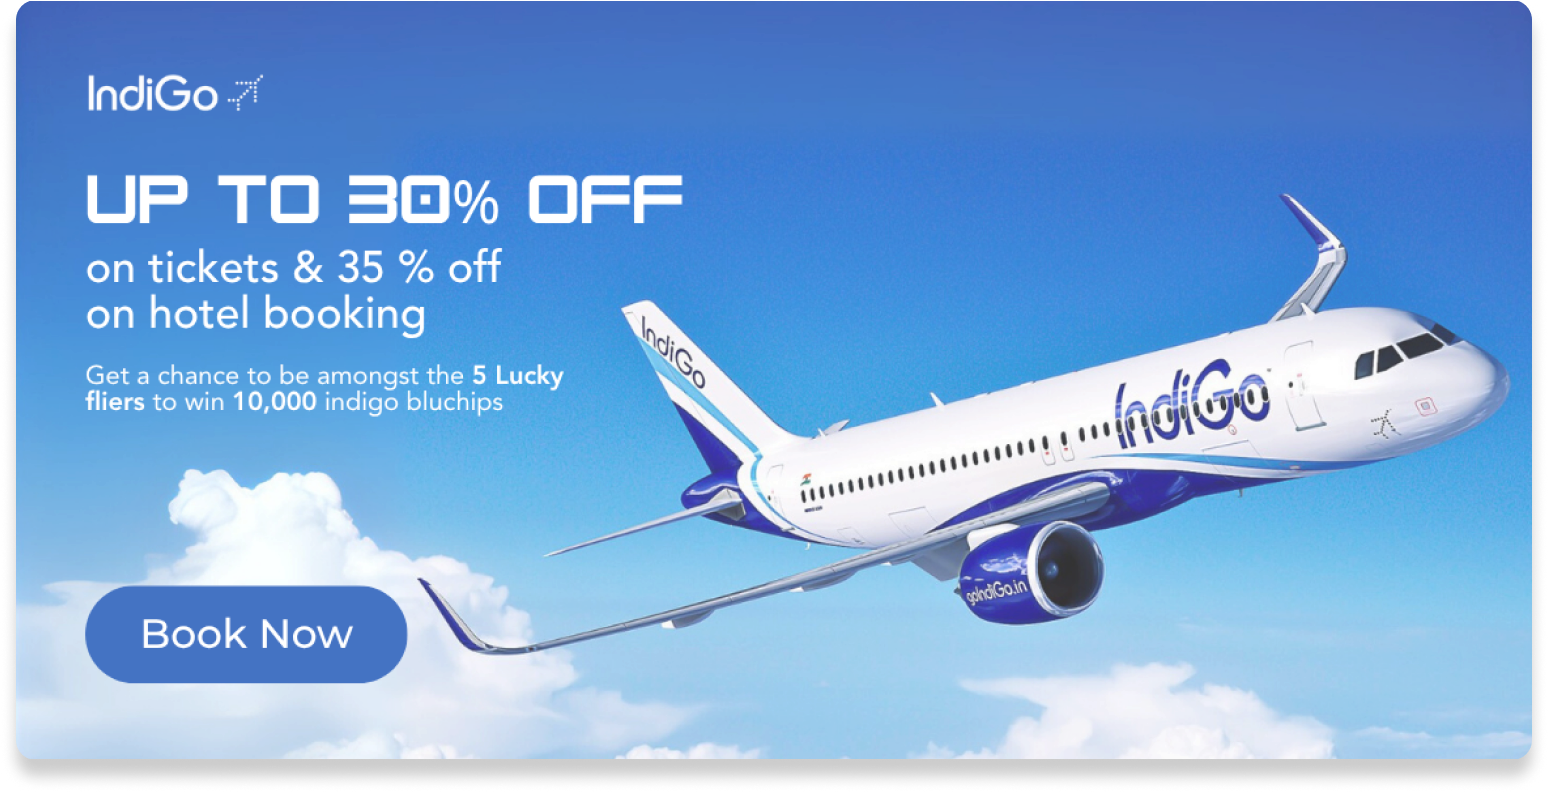 IndiGo
UP TO 30% OFF
on tickets & 35 % off
on hotel booking
Get a chance to be amongst the 5 Lucky
fliers to win 10,000 indigo bluchips
IndiGo
IndiGo
goIndiGo.in
Book Now